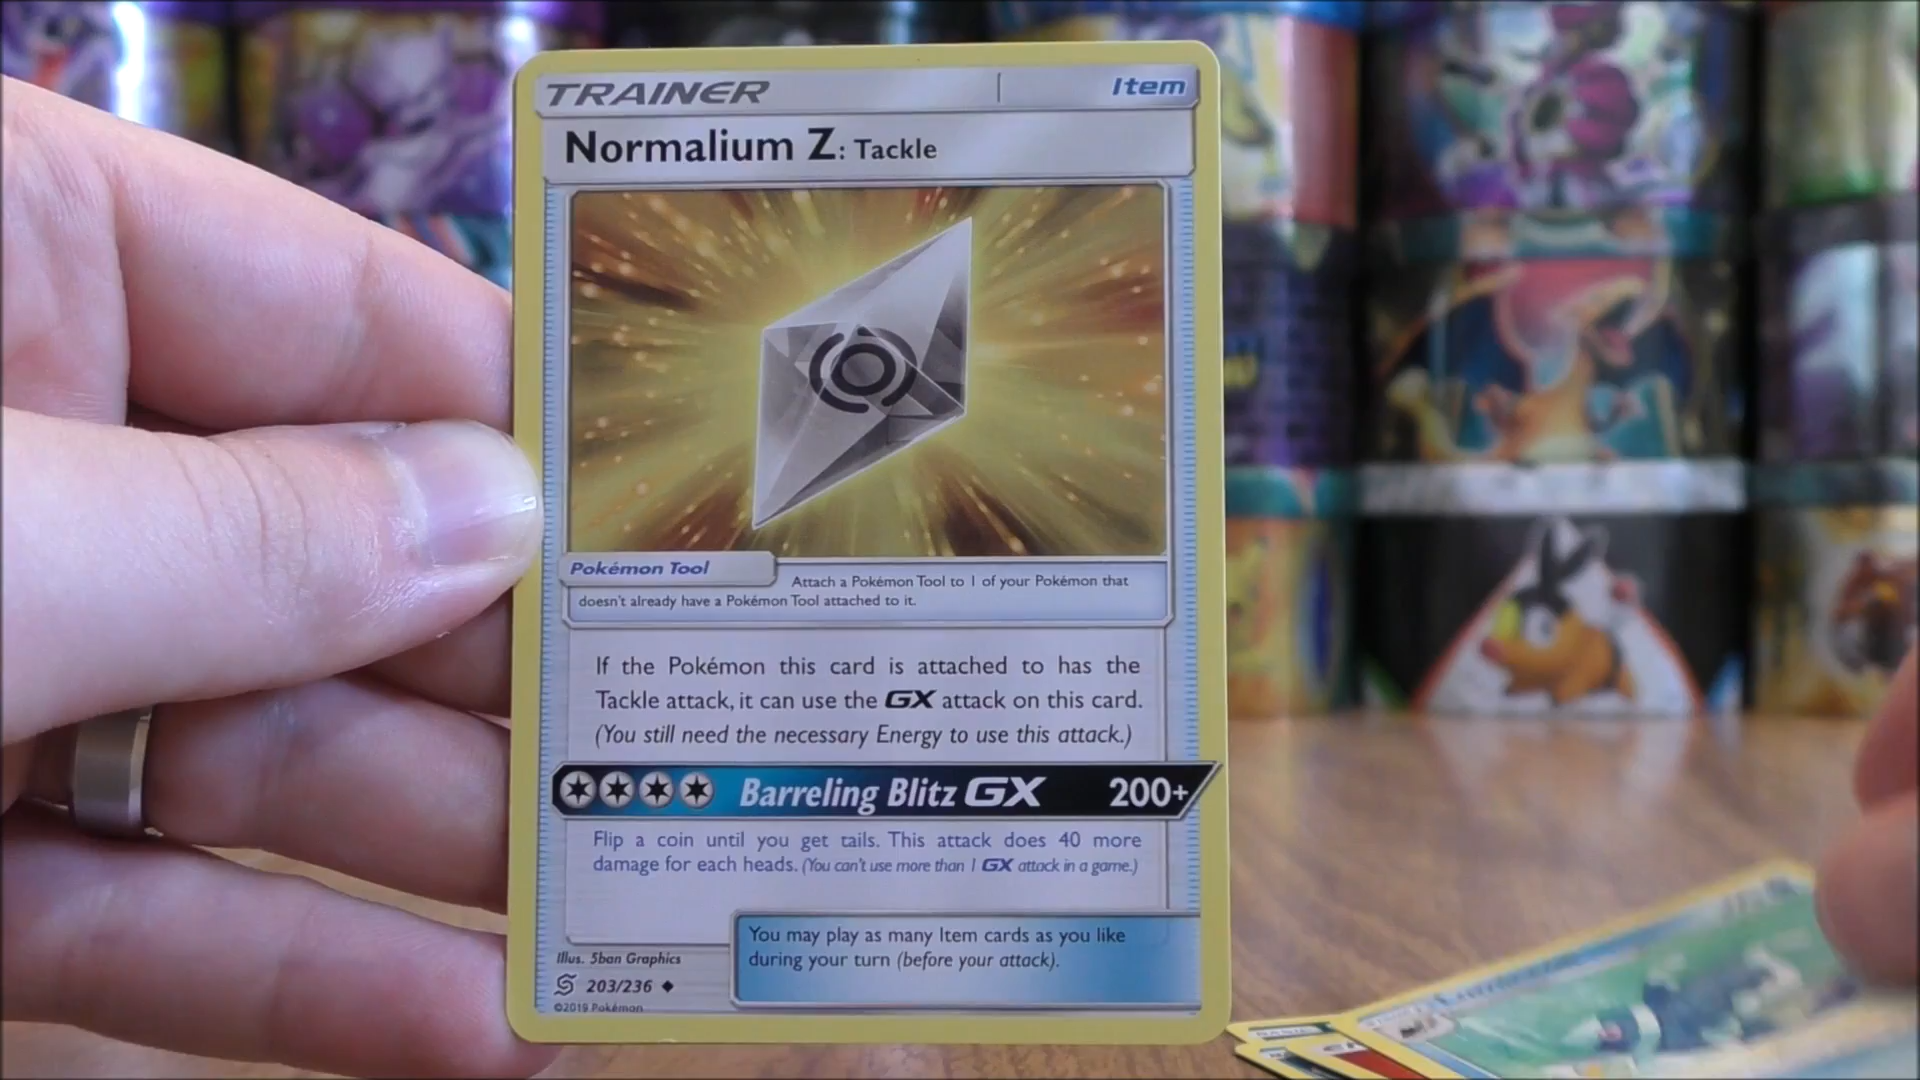 TRAINER
Item
Normalium Z: Tackle
Pokémon Tool
Attach a Pokémon Tool to 1 of your Pokémon that
doesn't already have a Pokémon Tool attached to it.
If the Pokémon this card is attached to has the
Tackle attack, it can use the GX attack on this card.
(You still need the necessary Energy to use this attack.)
Barreling Blitz GX 200+
Flip a coin until you get tails. This attack does 40 more
damage for each heads. (You can't use more than 1 GX attack in a game.)
You may play as many Item cards as you like
during your turn (before your attack).
Illus. 5ban Graphics
203/236
©2019 Pokémon